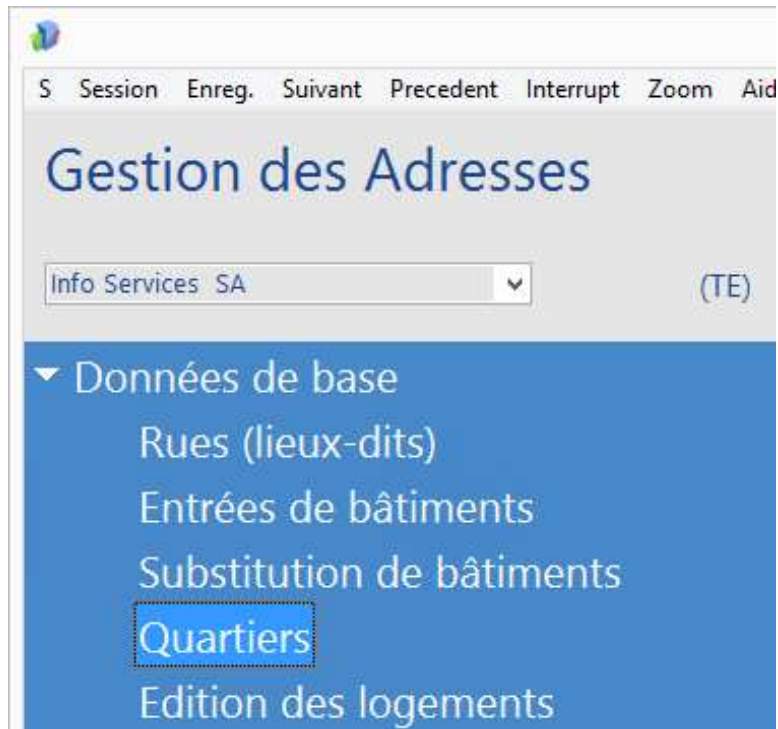 S Session Enreg. Suivant Precedent Interrupt Zoom Aid
Gestion des Adresses
Info Services SA (TE)
Données de base
Rues (lieux-dits)
Entrées de bâtiments
Substitution de bâtiments
Quartiers
Edition des logements